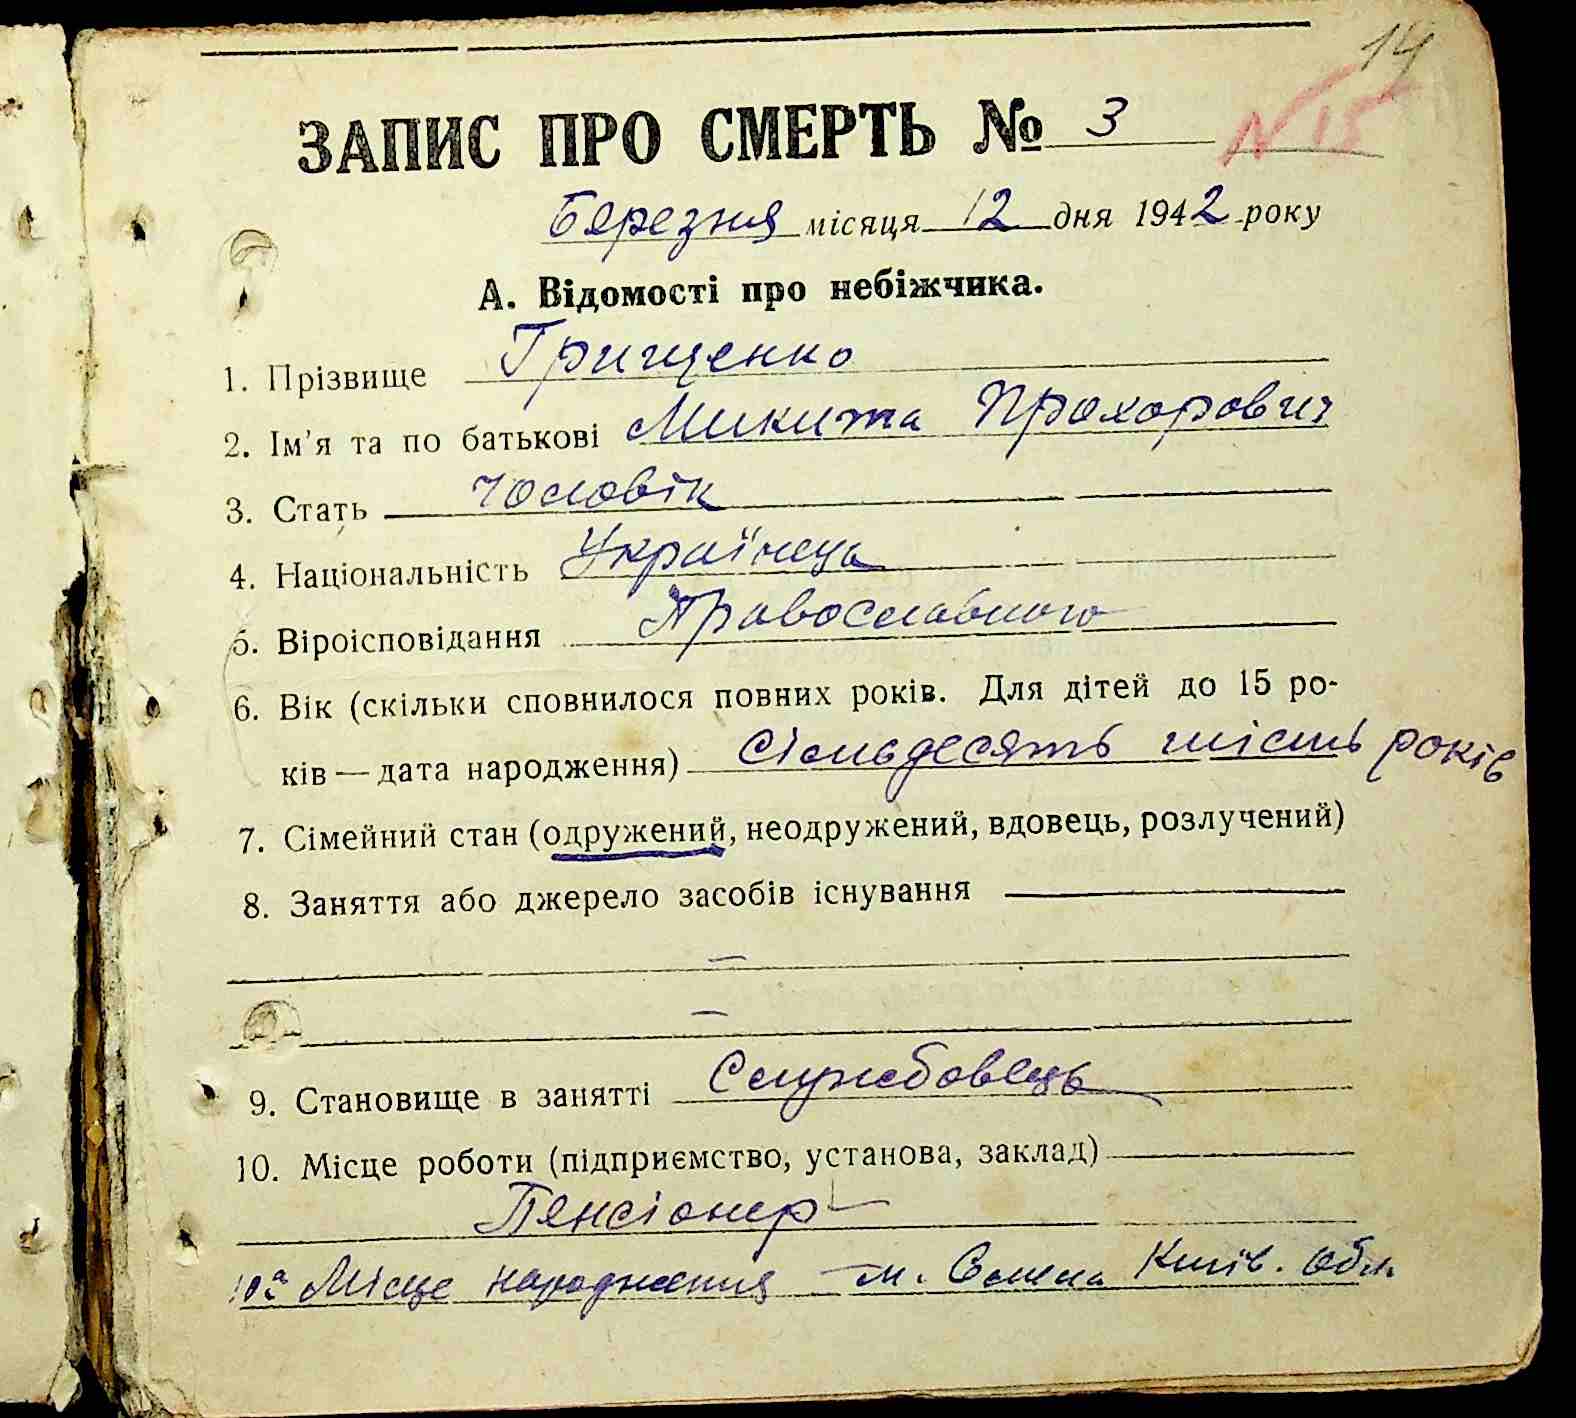 14
ЗАПИС ПРО СМЕРТЬ № 3 N 15
Березня місяця 12 дня 1942 року
А. Відомості про небіжчика.
1. Прізвище Грищенко
2. Ім'я та по батькові Микита Прохорович
3. Стать Чоловік
4. Національність Українець
5. Віроісповідання Православного
6. Вік (скільки сповнилося повних років. Для дітей до 15 ро-
ків — дата народження) Сімьдесять шість років
7. Сімейний стан (одружений, неодружений, вдовець, розлучений)
8. Заняття або джерело засобів існування
—
—
9. Становище в занятті Службовець
10. Місце роботи (підприємство, установа, заклад)
Пенсіонер —
10а Місце народження — м. Київ. обл.